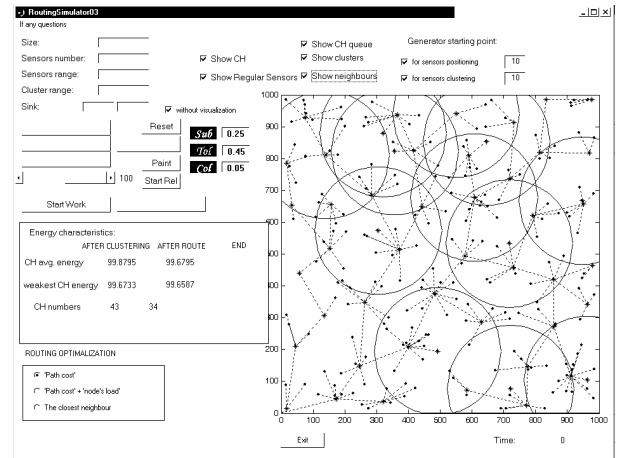 RoutingSimulator03
If any questions
Size:
Sensors number:
Sensors range:
Cluster range:
Sink:
Show CH
Show Regular Sensors
Show CH queue
Show clusters
Show neighbours
Generator starting point:
for sensors positioning 10
for sensors clustering 10
without visualization
Reset
Sub 0.25
Tol 0.45
Col 0.05
Paint
100
Start Rel
Start Work
Energy characteristics:
AFTER CLUSTERING AFTER ROUTE END
CH avg. energy 99.8795 99.6795
weakest CH energy 99.6733 99.6587
CH numbers 43 34
ROUTING OPTIMALIZATION
'Path cost'
'Path cost' + 'node's load'
The closest neighbour
1000
900
800
700
600
500
400
300
200
100
0
0 100 200 300 400 500 600 700 800 900 1000
Exit
Time: 0